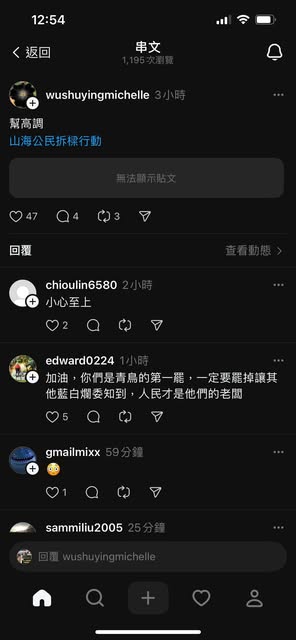 12:54
返回
串文
1,195 次瀏覽
wushuyingmichelle 3小時
幫高調
山海公民拆樑行動
無法顯示貼文
47 4 3
回覆
查看動態
chioulin6580 2小時
小心至上
2
edward0224 1小時
加油，你們是青鳥的第一罷，一定要罷掉讓其
他藍白爛委知到，人民才是他們的老闆
5
gmailmixx 59分鐘
1
sammiliu2005 25分鐘
回覆 wushuyingmichelle